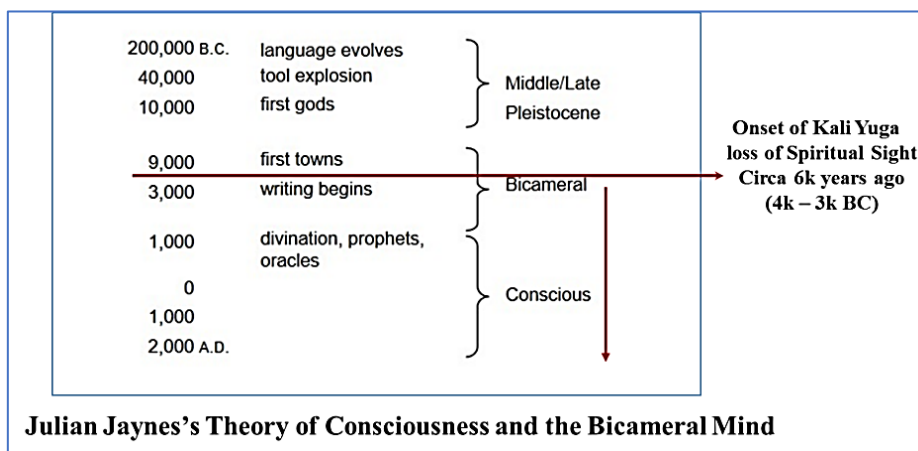 200,000 B.C. language evolves
40,000 tool explosion
10,000 first gods
Middle/Late
Pleistocene
9,000 first towns
3,000 writing begins
Bicameral
1,000 divination, prophets,
oracles
0
1,000
2,000 A.D.
Conscious
Onset of Kali Yuga
loss of Spiritual Sight
Circa 6k years ago
(4k – 3k BC)
Julian Jaynes's Theory of Consciousness and the Bicameral Mind